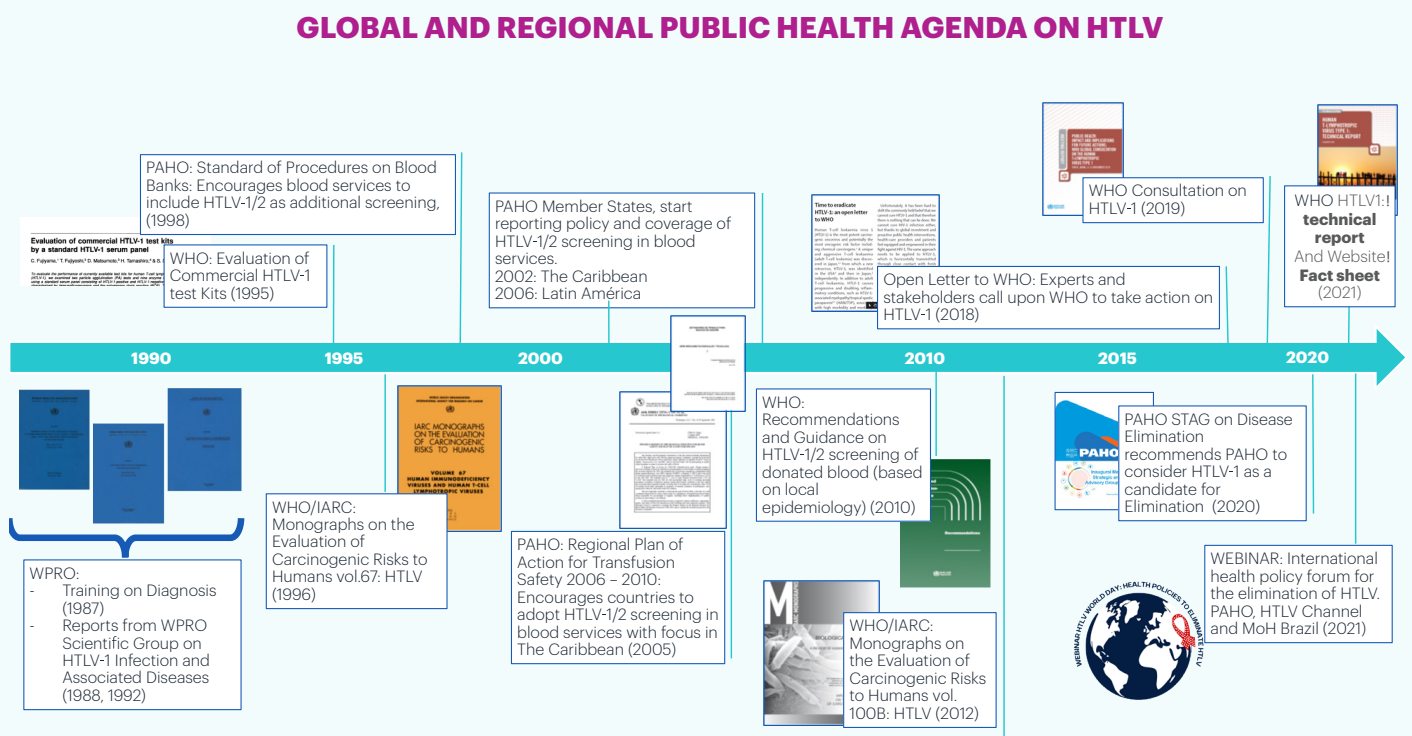 GLOBAL AND REGIONAL PUBLIC HEALTH AGENDA ON HTLV
Evaluation of commercial HTLV-1 test kits
by a standard HTLV-1 serum panel
PAHO: Standard of Procedures on Blood
Banks: Encourages blood services to
include HTLV-1/2 as additional screening,
(1998)
WHO: Evaluation of
Commercial HTLV-1
test Kits (1995)
PAHO Member States, start
reporting policy and coverage of
HTLV-1/2 screening in blood
services.
2002: The Caribbean
2006: Latin América
Time to eradicate
HTLV-1: an open letter
to WHO
Open Letter to WHO: Experts and
stakeholders call upon WHO to take action on
HTLV-1 (2018)
PUBLIC HEALTH
IMPACT AND IMPLICATIONS
FOR FUTURE ACTIONS:
WHO GLOBAL CONSULTATION
ON THE HUMAN
T-LYMPHOTROPIC
VIRUS TYPE 1
WHO Consultation on
HTLV-1 (2019)
HUMAN
T-LYMPHOTROPIC
VIRUS TYPE 1:
TECHNICAL REPORT
WHO HTLV1:!
technical
report
And Website!
Fact sheet
(2021)
1990
1995
2000
2010
2015
2020
WPRO:
- Training on Diagnosis
(1987)
- Reports from WPRO
Scientific Group on
HTLV-1 Infection and
Associated Diseases
(1988, 1992)
IARC MONOGRAPHS
ON THE EVALUATION
OF CARCINOGENIC
RISKS TO HUMANS
VOLUME 67
HUMAN IMMUNODEFICIENCY
VIRUSES AND HUMAN T-CELL
LYMPHOTROPIC VIRUSES
WHO/IARC:
Monographs on the
Evaluation of
Carcinogenic Risks to
Humans vol.67: HTLV
(1996)
PAHO: Regional Plan of
Action for Transfusion
Safety 2006 – 2010:
Encourages countries to
adopt HTLV-1/2 screening in
blood services with focus in
The Caribbean (2005)
WHO:
Recommendations
and Guidance on
HTLV-1/2 screening of
donated blood (based
on local
epidemiology) (2010)
Recommendations
WHO/IARC:
Monographs on
the Evaluation of
Carcinogenic Risks
to Humans vol.
100B: HTLV (2012)
PAHO
PAHO STAG on Disease
Elimination
recommends PAHO to
consider HTLV-1 as a
candidate for
Elimination (2020)
WEBINAR HTLV WORLD DAY: HEALTH POLICIES TO ELIMINATE HTLV
WEBINAR: International
health policy forum for
the elimination of HTLV.
PAHO, HTLV Channel
and MoH Brazil (2021)